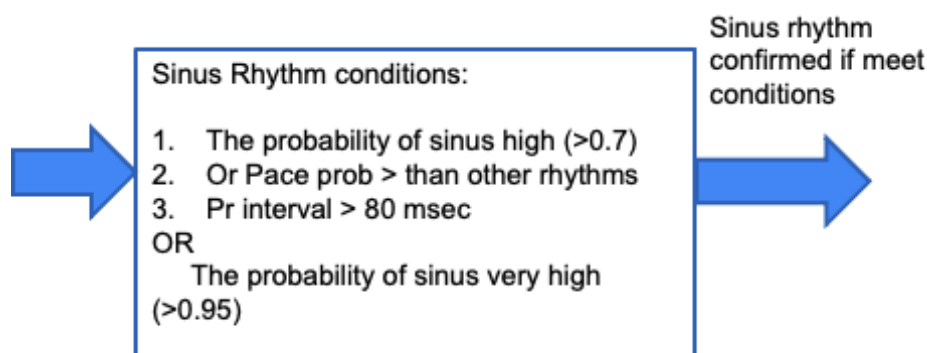 Sinus Rhythm conditions:
1. The probability of sinus high (>0.7)
2. Or Pace prob > than other rhythms
3. Pr interval > 80 msec
OR
The probability of sinus very high
(>0.95)
Sinus rhythm
confirmed if meet
conditions